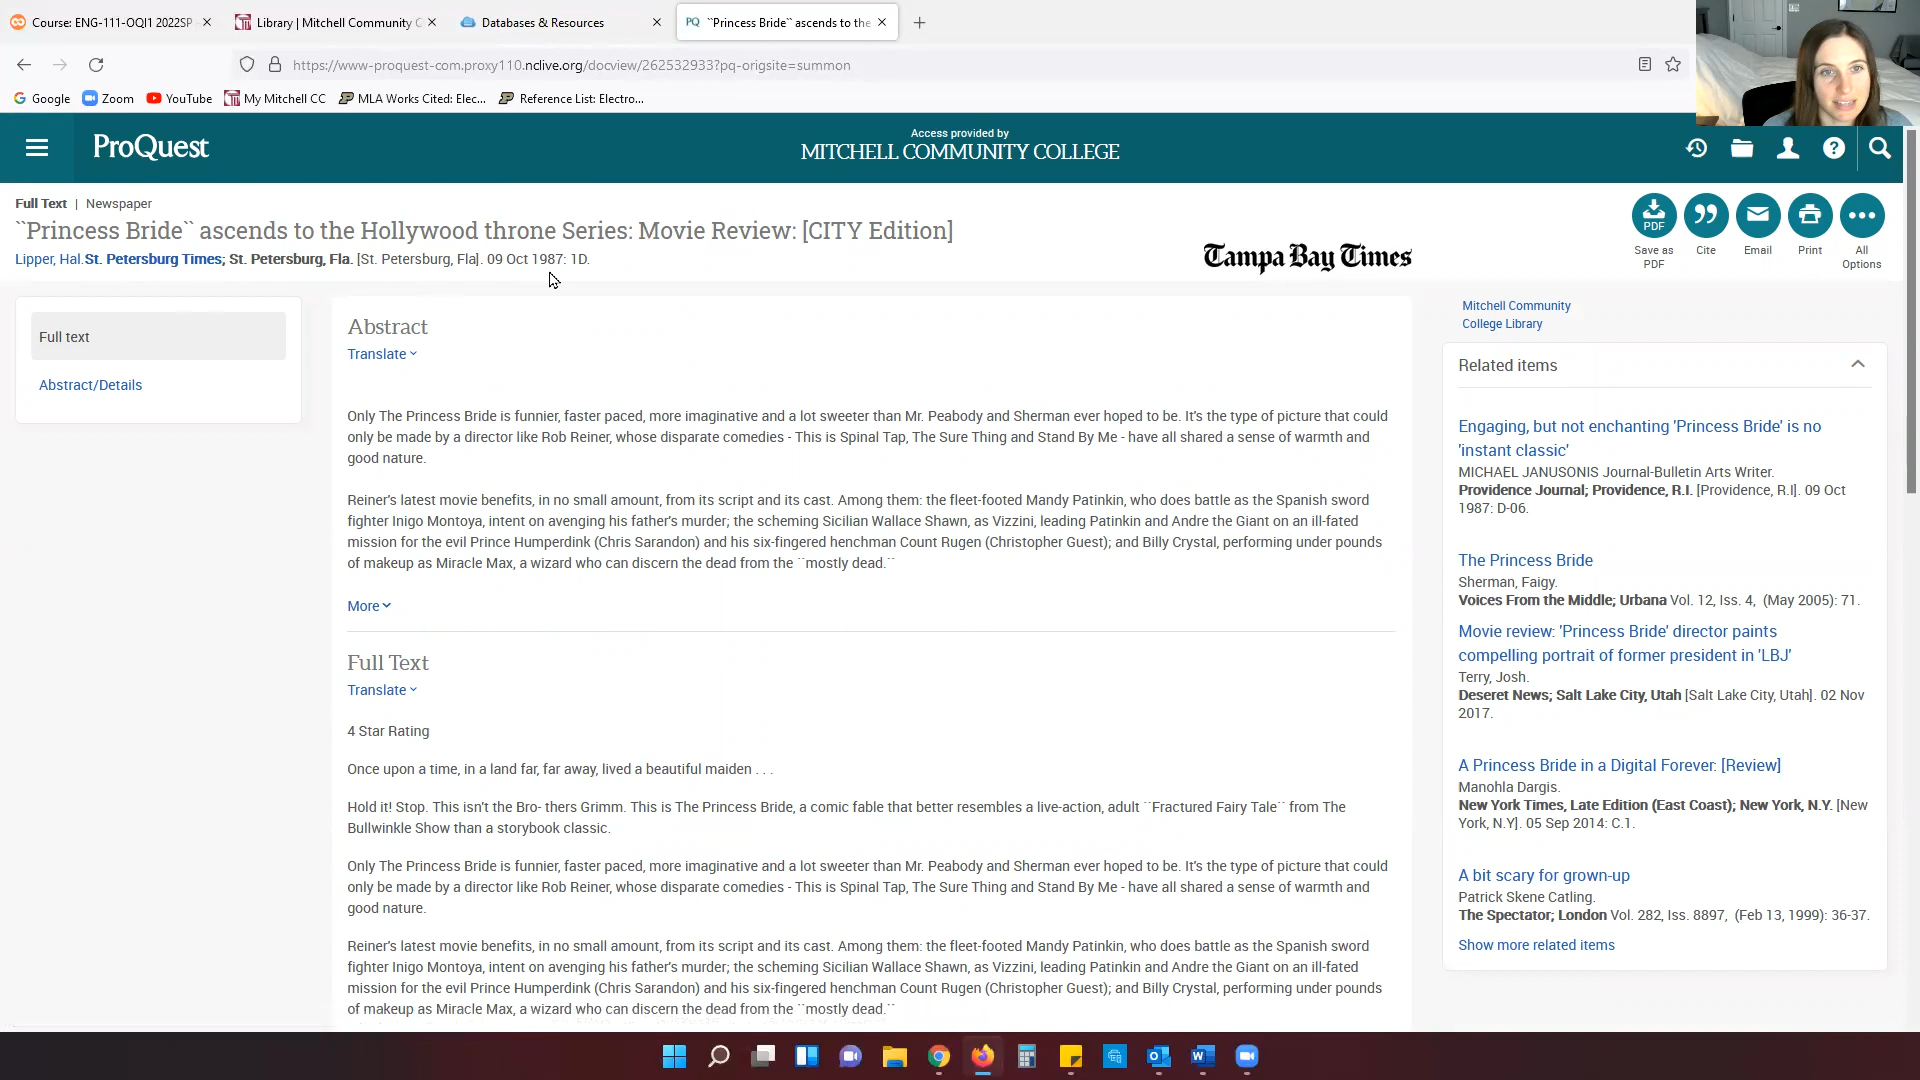 Course: ENG-111-OQI1 2022SP
Library | Mitchell Community C
Databases & Resources
PQ ``Princess Bride`` ascends to the
https://www-proquest-com.proxy110.nclive.org/docview/262532933?pq-origsite=summon
Google Zoom YouTube My Mitchell CC MLA Works Cited: Elec... Reference List: Electro...
ProQuest
Access provided by
MITCHELL COMMUNITY COLLEGE
Full Text | Newspaper
``Princess Bride`` ascends to the Hollywood throne Series: Movie Review: [CITY Edition]
Lipper, Hal.St. Petersburg Times; St. Petersburg, Fla. [St. Petersburg, Fla]. 09 Oct 1987: 1D.
Tampa Bay Times
PDF
Save as
PDF
Cite
Email
Print
All
Options
Full text
Abstract/Details
Abstract
Translate
Only The Princess Bride is funnier, faster paced, more imaginative and a lot sweeter than Mr. Peabody and Sherman ever hoped to be. It's the type of picture that could
only be made by a director like Rob Reiner, whose disparate comedies - This is Spinal Tap, The Sure Thing and Stand By Me - have all shared a sense of warmth and
good nature.
Reiner's latest movie benefits, in no small amount, from its script and its cast. Among them: the fleet-footed Mandy Patinkin, who does battle as the Spanish sword
fighter Inigo Montoya, intent on avenging his father's murder; the scheming Sicilian Wallace Shawn, as Vizzini, leading Patinkin and Andre the Giant on an ill-fated
mission for the evil Prince Humperdink (Chris Sarandon) and his six-fingered henchman Count Rugen (Christopher Guest); and Billy Crystal, performing under pounds
of makeup as Miracle Max, a wizard who can discern the dead from the ``mostly dead.``
More
Full Text
Translate
4 Star Rating
Once upon a time, in a land far, far away, lived a beautiful maiden . . .
Hold it! Stop. This isn't the Bro- thers Grimm. This is The Princess Bride, a comic fable that better resembles a live-action, adult ``Fractured Fairy Tale`` from The
Bullwinkle Show than a storybook classic.
Only The Princess Bride is funnier, faster paced, more imaginative and a lot sweeter than Mr. Peabody and Sherman ever hoped to be. It's the type of picture that could
only be made by a director like Rob Reiner, whose disparate comedies - This is Spinal Tap, The Sure Thing and Stand By Me - have all shared a sense of warmth and
good nature.
Reiner's latest movie benefits, in no small amount, from its script and its cast. Among them: the fleet-footed Mandy Patinkin, who does battle as the Spanish sword
fighter Inigo Montoya, intent on avenging his father's murder; the scheming Sicilian Wallace Shawn, as Vizzini, leading Patinkin and Andre the Giant on an ill-fated
mission for the evil Prince Humperdink (Chris Sarandon) and his six-fingered henchman Count Rugen (Christopher Guest); and Billy Crystal, performing under pounds
of makeup as Miracle Max, a wizard who can discern the dead from the ``mostly dead.``
Mitchell Community
College Library
Related items
Engaging, but not enchanting 'Princess Bride' is no
'instant classic'
MICHAEL JANUSONIS Journal-Bulletin Arts Writer.
Providence Journal; Providence, R.I. [Providence, R.I]. 09 Oct
1987: D-06.
The Princess Bride
Sherman, Faigy.
Voices From the Middle; Urbana Vol. 12, Iss. 4, (May 2005): 71.
Movie review: 'Princess Bride' director paints
compelling portrait of former president in 'LBJ'
Terry, Josh.
Deseret News; Salt Lake City, Utah [Salt Lake City, Utah]. 02 Nov
2017.
A Princess Bride in a Digital Forever: [Review]
Manohla Dargis.
New York Times, Late Edition (East Coast); New York, N.Y. [New
York, N.Y]. 05 Sep 2014: C.1.
A bit scary for grown-up
Patrick Skene Catling.
The Spectator; London Vol. 282, Iss. 8897, (Feb 13, 1999): 36-37.
Show more related items